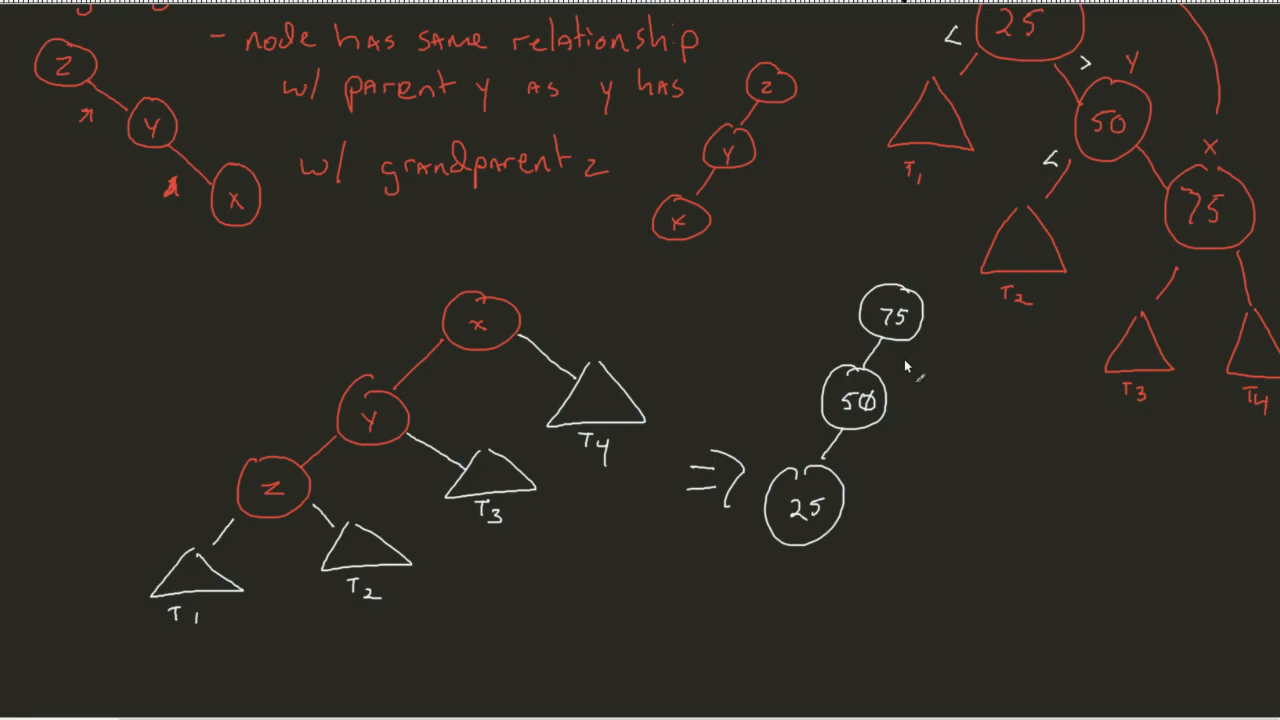 - node has same relationship
w/ parent y as y has
w/ grandparent z
z
y
x
z
y
x
25
<
>
y
50
T1
<
x
75
T2
T3
T4
x
y
z
T4
T3
T2
T1
=>
75
50
25